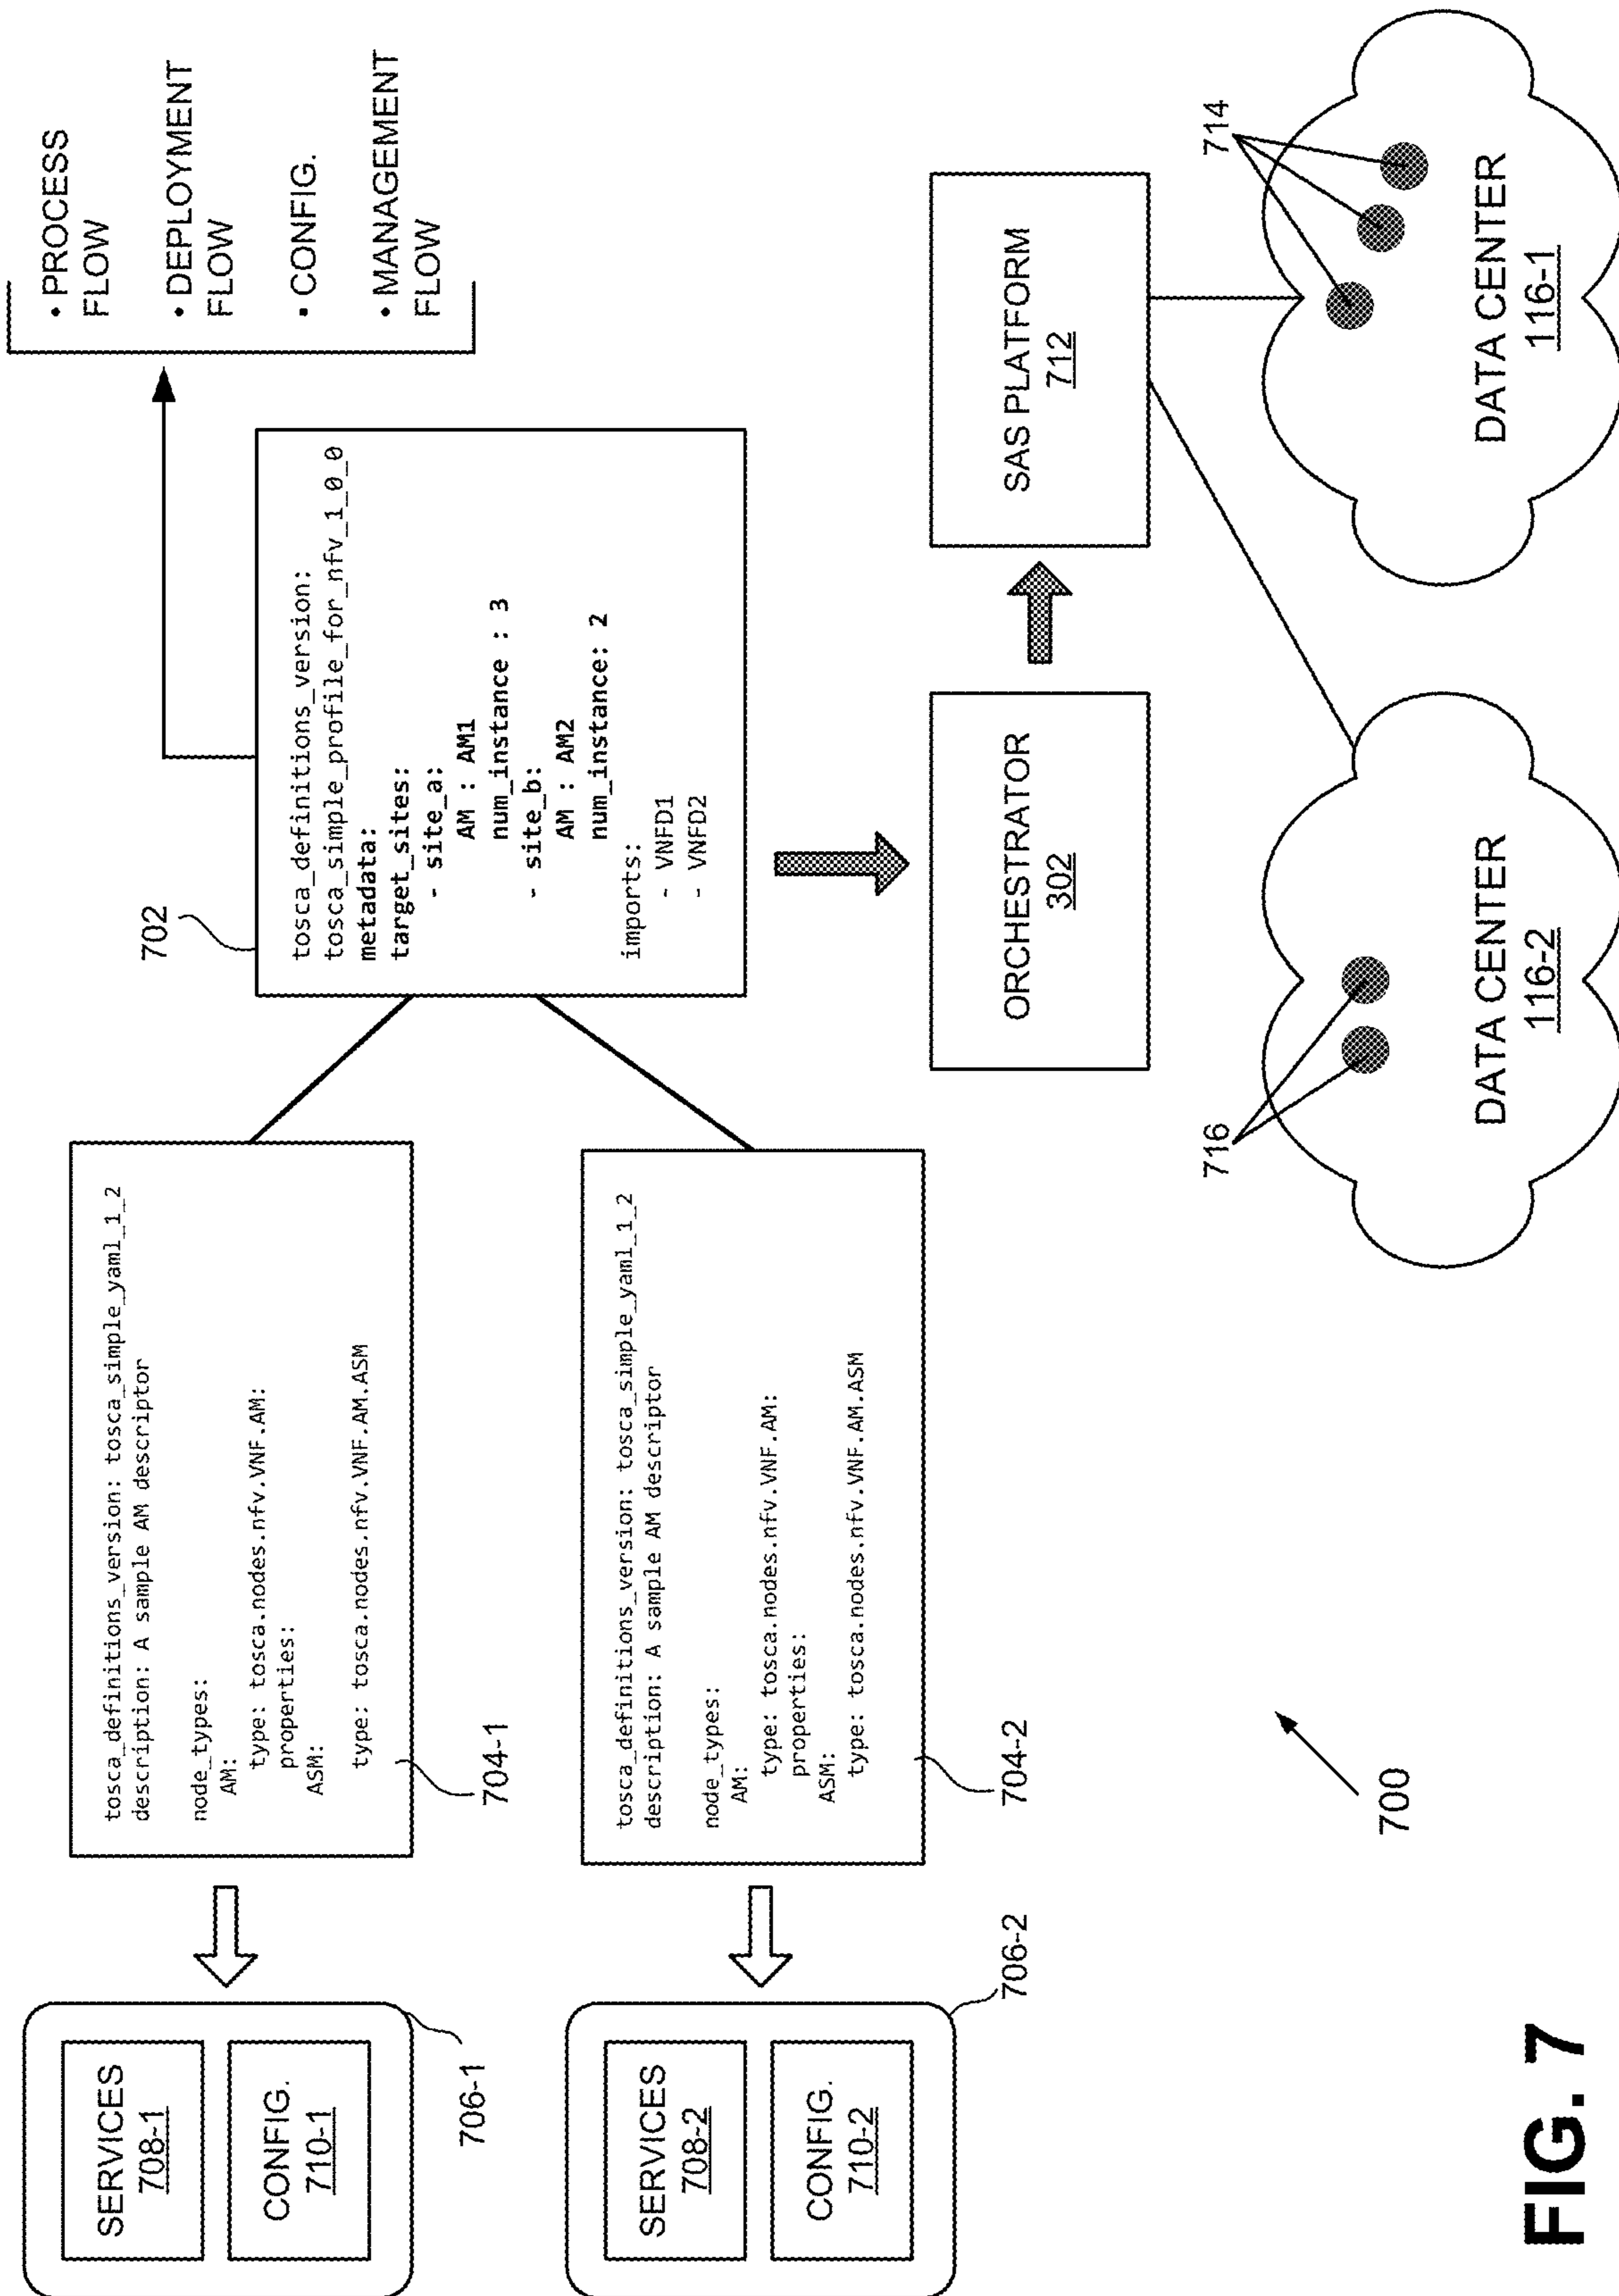 SERVICES
708-1
CONFIG.
710-1
706-1
tosca_definitions_version: tosca_simple_yaml_1_2
description: A sample AM descriptor
node_types:
AM:
type: tosca.nodes.nfv.VNF.AM:
properties:
ASM:
type: tosca.nodes.nfv.VNF.AM.ASM
704-1
SERVICES
708-2
CONFIG.
710-2
706-2
tosca_definitions_version: tosca_simple_yaml_1_2
description: A sample AM descriptor
node_types:
AM:
type: tosca.nodes.nfv.VNF.AM:
properties:
ASM:
type: tosca.nodes.nfv.VNF.AM.ASM
704-2
702
tosca_definitions_version:
tosca_simple_profile_for_nfv_1_0_0
metadata:
target_sites:
- site_a:
AM : AM1
num_instance : 3
- site_b:
AM : AM2
num_instance: 2
imports:
- VNFD1
- VNFD2
• PROCESS
FLOW
• DEPLOYMENT
FLOW
• CONFIG.
• MANAGEMENT
FLOW
ORCHESTRATOR
302
SAS PLATFORM
712
716
DATA CENTER
116-2
714
DATA CENTER
116-1
700
FIG. 7